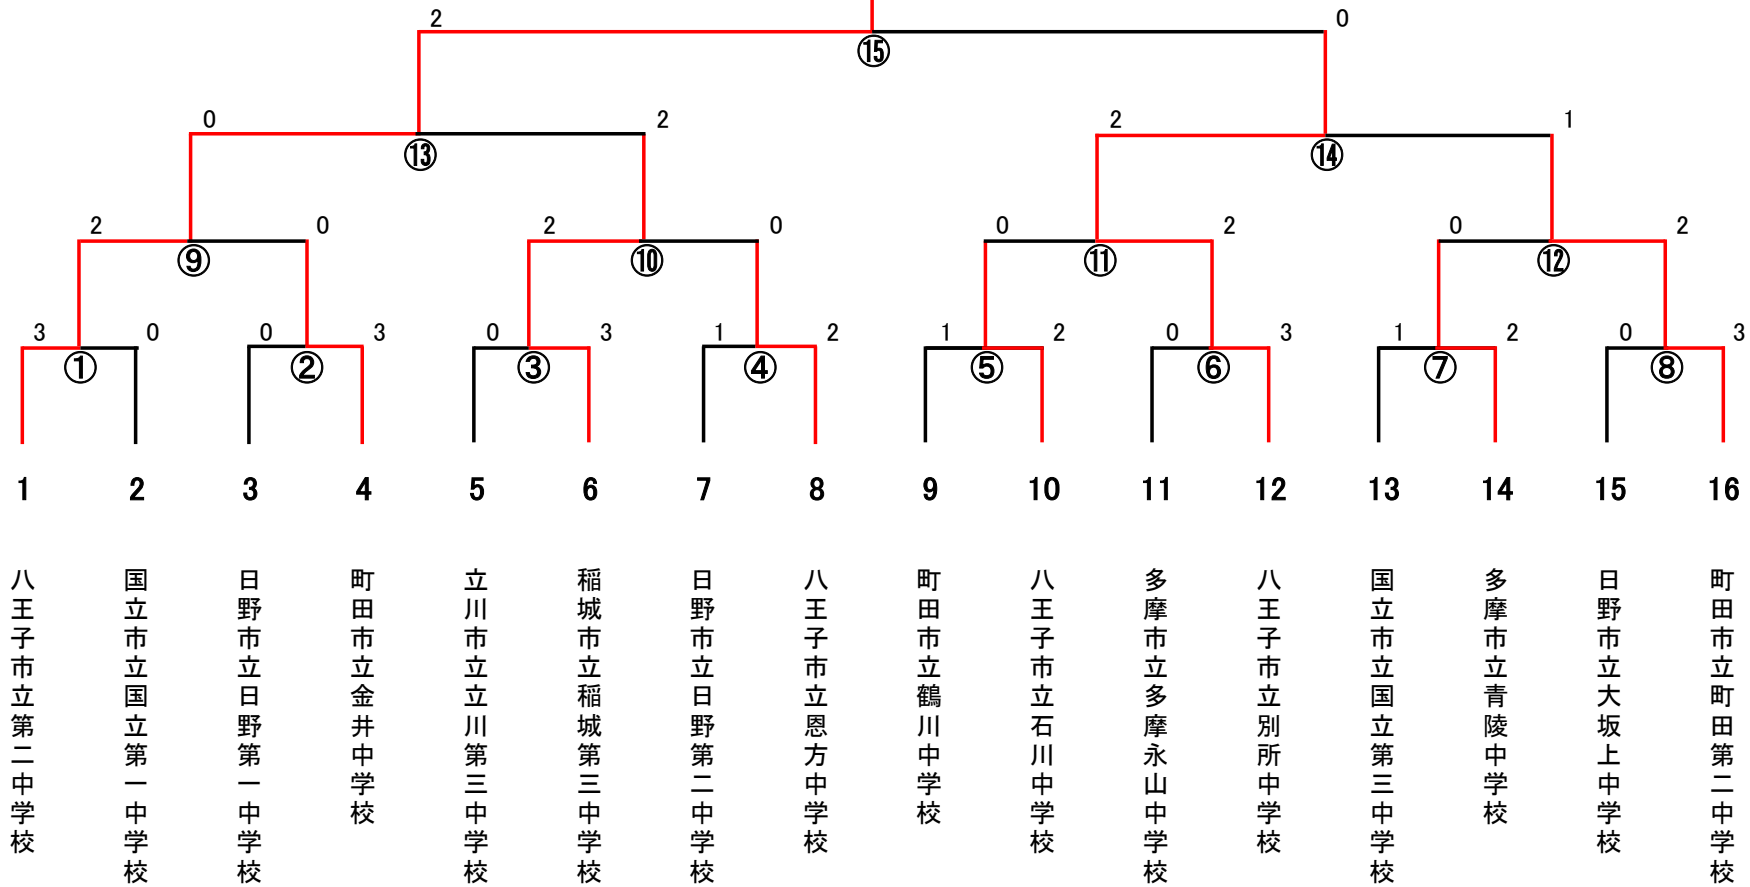 2 0
⑮
0 2 2 1
⑬ ⑭
2 0 2 0 0 2 0 2
⑨ ⑩ ⑪ ⑫
3 0 0 3 0 3 1 2 1 2 0 3 1 2 0 3
① ② ③ ④ ⑤ ⑥ ⑦ ⑧
1 2 3 4 5 6 7 8 9 10 11 12 13 14 15 16
八王子市立第二中学校
国立市立国立第一中学校
日野市立日野第一中学校
町田市立金井中学校
立川市立立川第三中学校
稲城市立稲城第三中学校
日野市立日野第二中学校
八王子市立恩方中学校
町田市立鶴川中学校
八王子市立石川中学校
多摩市立多摩永山中学校
八王子市立別所中学校
国立市立国立第三中学校
多摩市立青陵中学校
日野市立大坂上中学校
町田市立町田第二中学校